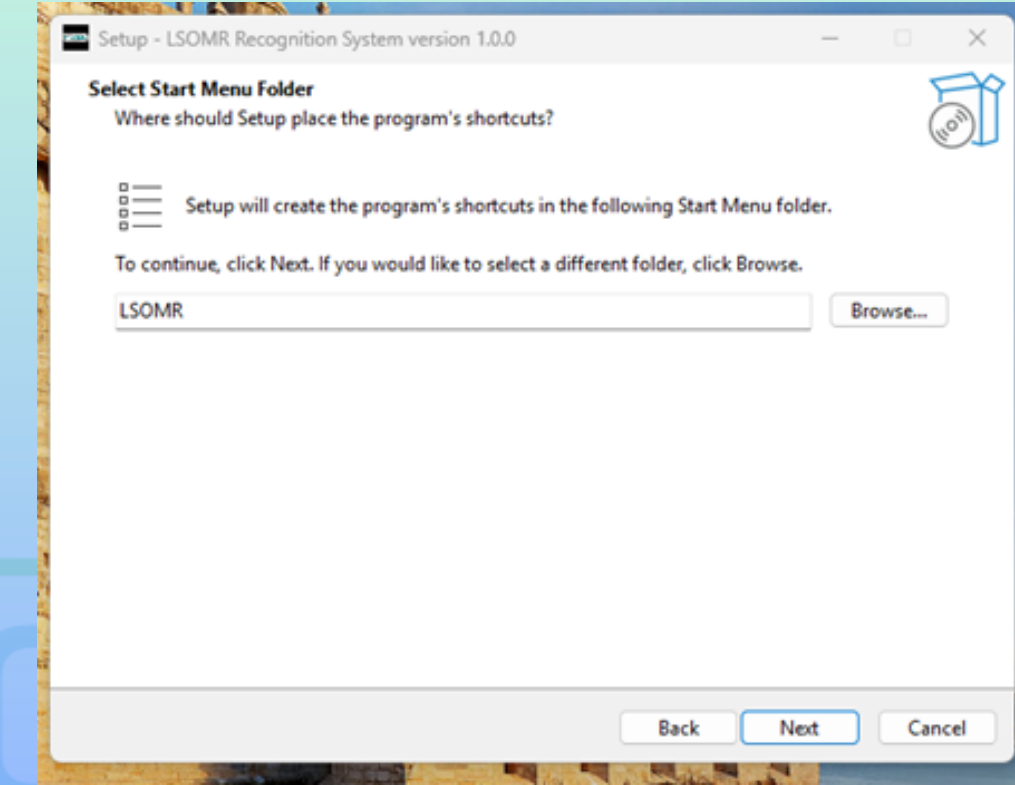 Setup - LSOMR Recognition System version 1.0.0
Select Start Menu Folder
Where should Setup place the program's shortcuts?
Setup will create the program's shortcuts in the following Start Menu folder.
To continue, click Next. If you would like to select a different folder, click Browse.
LSOMR
Browse...
Back
Next
Cancel